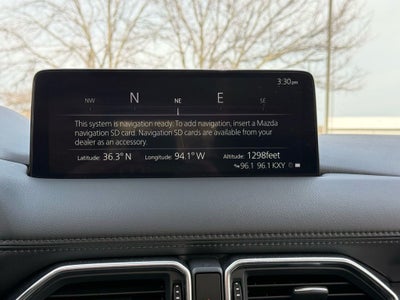 3:30pm
NW N NE E SE
This system is navigation ready. To add navigation, insert a Mazda
navigation SD card. Navigation SD cards are available from your
dealer as an accessory.
Latitude: 36.3° N Longitude: 94.1° W Altitude: 1298feet
96.1 96.1 KXY